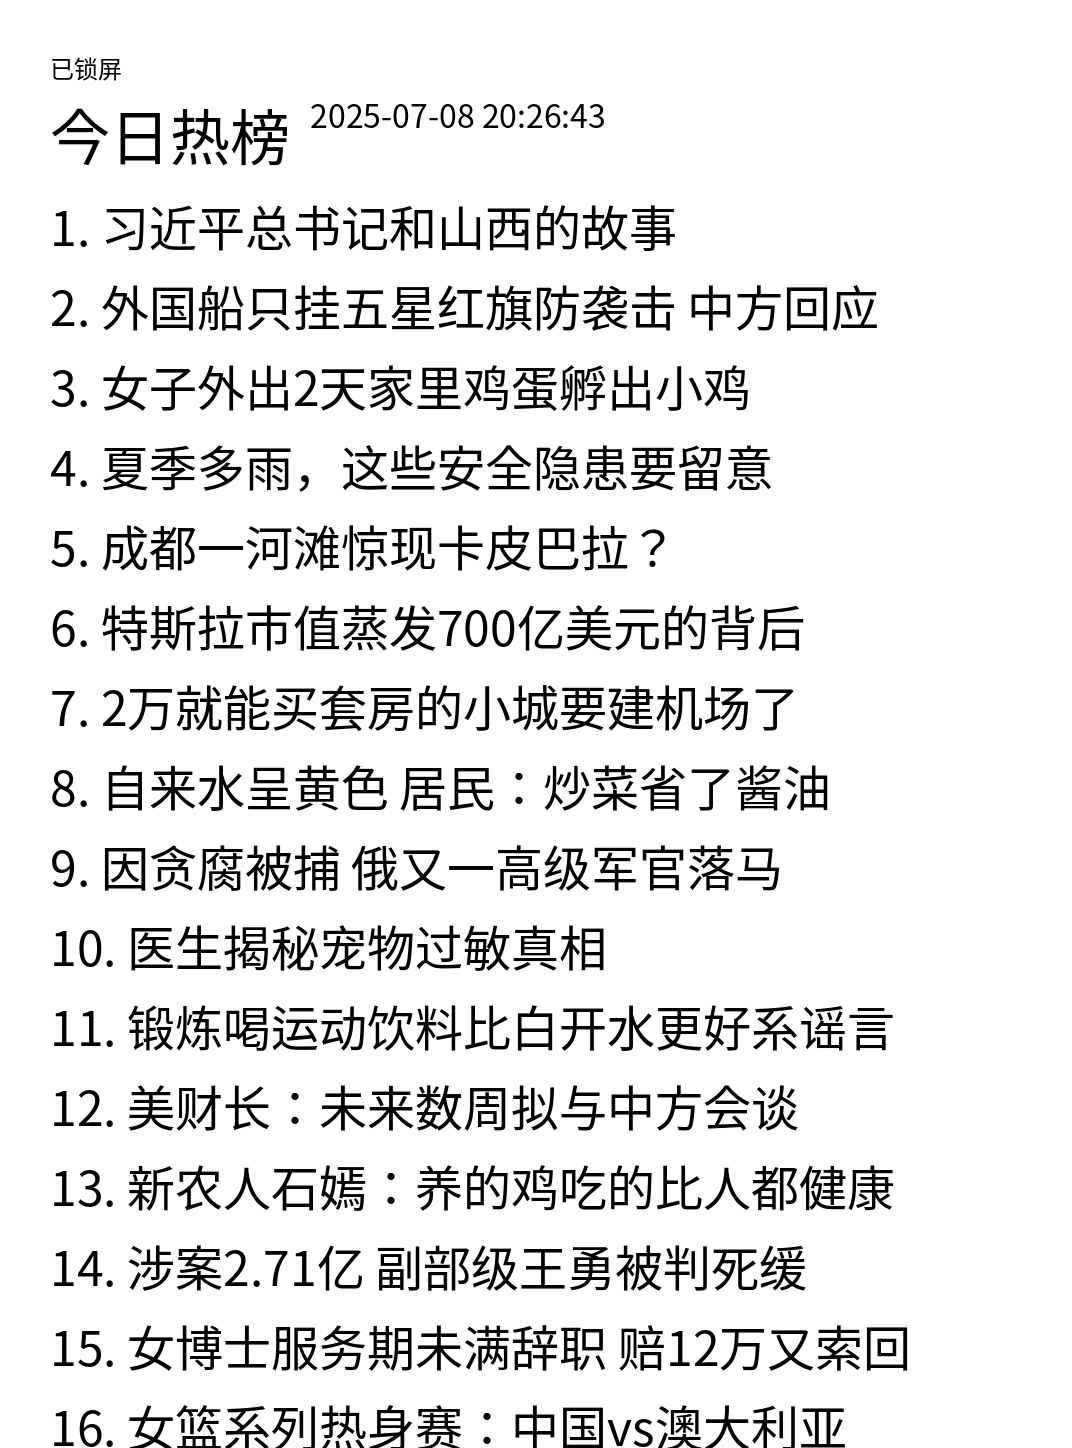 已锁屏
今日热榜 2025-07-08 20:26:43
1. 习近平总书记和山西的故事
2. 外国船只挂五星红旗防袭击 中方回应
3. 女子外出2天家里鸡蛋孵出小鸡
4. 夏季多雨，这些安全隐患要留意
5. 成都一河滩惊现卡皮巴拉？
6. 特斯拉市值蒸发700亿美元的背后
7. 2万就能买套房的小城要建机场了
8. 自来水呈黄色 居民：炒菜省了酱油
9. 因贪腐被捕 俄又一高级军官落马
10. 医生揭秘宠物过敏真相
11. 锻炼喝运动饮料比白开水更好系谣言
12. 美财长：未来数周拟与中方会谈
13. 新农人石嫣：养的鸡吃的比人都健康
14. 涉案2.71亿 副部级王勇被判死缓
15. 女博士服务期未满辞职 赔12万又索回
16. 女篮系列热身赛：中国vs澳大利亚